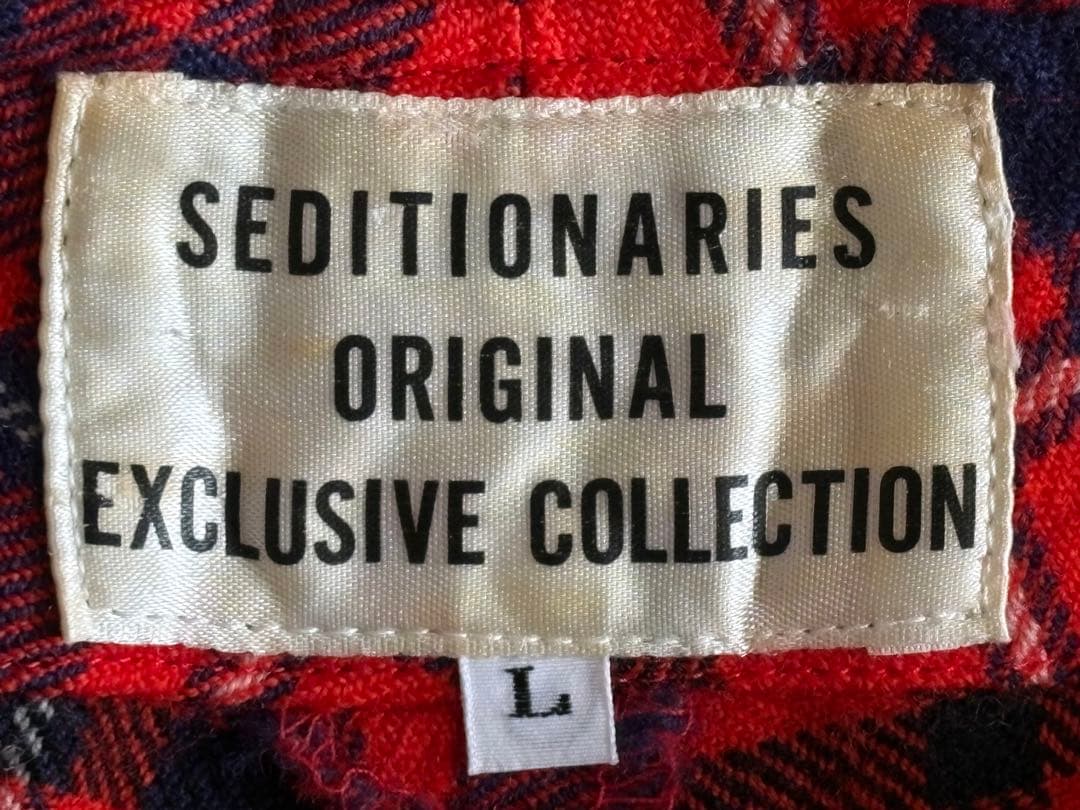 SEDITIONARIES
ORIGINAL
EXCLUSIVE COLLECTION
L